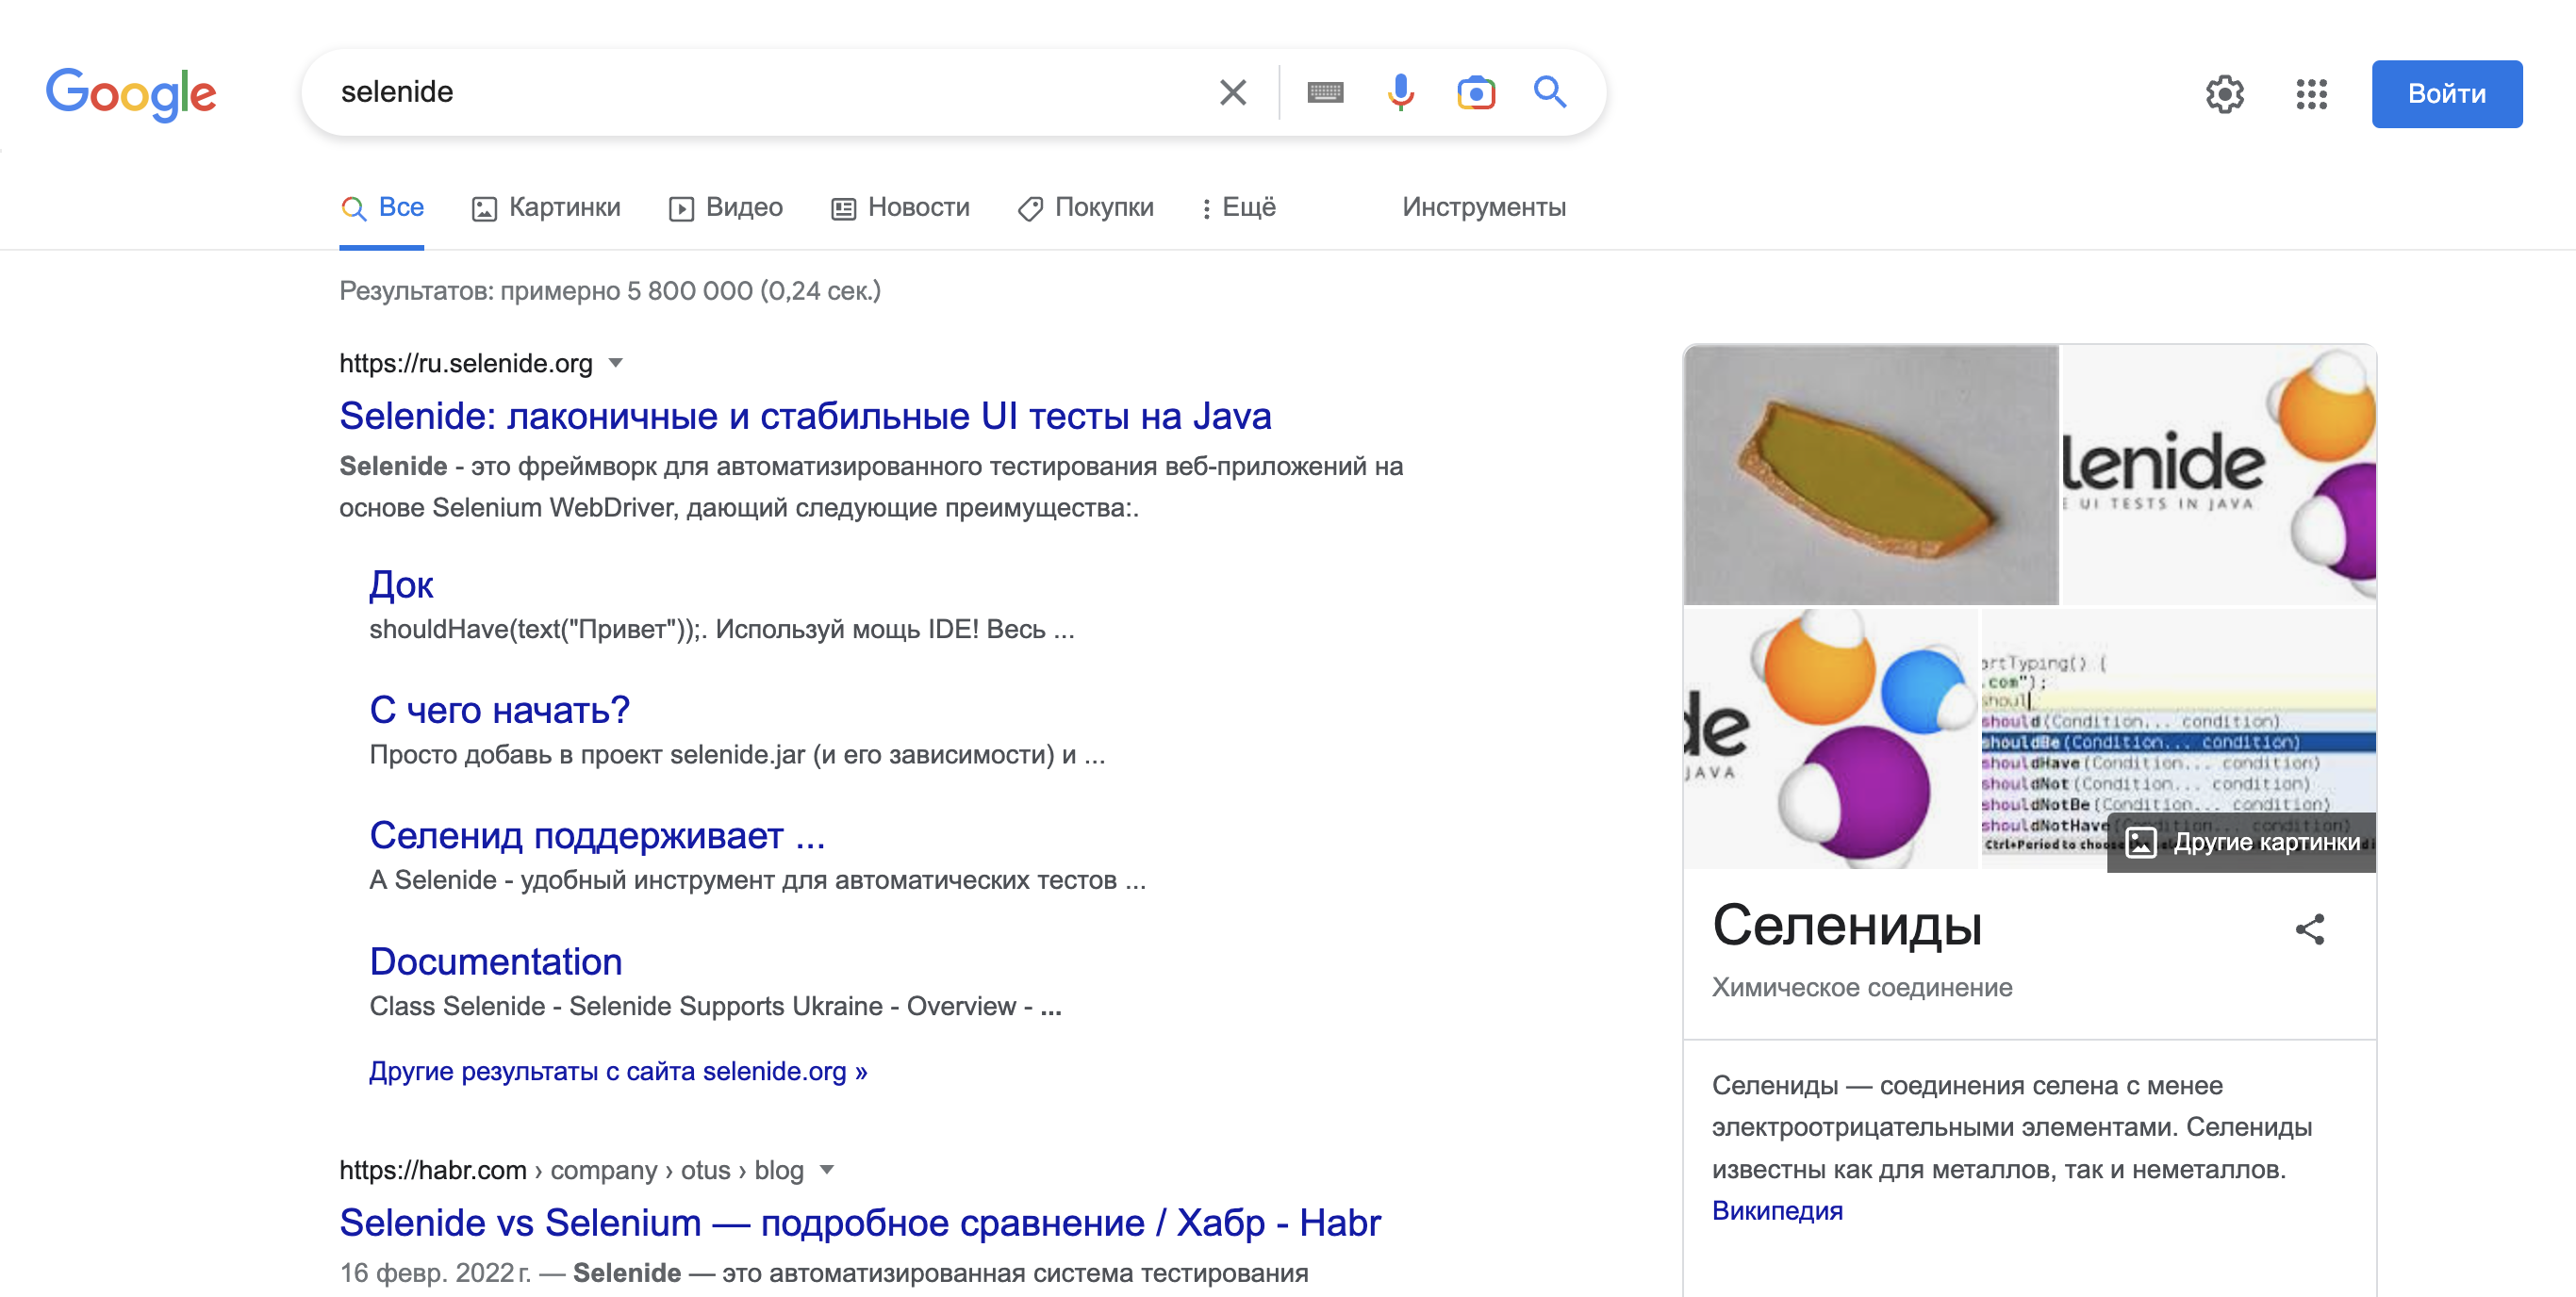 Google
selenide
Войти
Все
Картинки
Видео
Новости
Покупки
Ещё
Инструменты
Результатов: примерно 5 800 000 (0,24 сек.)
https://ru.selenide.org
Selenide: лаконичные и стабильные UI тесты на Java
Selenide - это фреймворк для автоматизированного тестирования веб-приложений на
основе Selenium WebDriver, дающий следующие преимущества:.
Док
shouldHave(text("Привет"));. Используй мощь IDE! Весь ...
С чего начать?
Просто добавь в проект selenide.jar (и его зависимости) и ...
Селенид поддерживает ...
А Selenide - удобный инструмент для автоматических тестов ...
Documentation
Class Selenide - Selenide Supports Ukraine - Overview - ...
Другие результаты с сайта selenide.org »
https://habr.com › company › otus › blog
Selenide vs Selenium — подробное сравнение / Хабр - Habr
16 февр. 2022 г. — Selenide — это автоматизированная система тестирования
lenide
E UI TESTS IN JAVA
de
JAVA
ortTyping() {
.com");
shoul
should(Condition... condition)
shouldBe(Condition... condition)
shouldHave(Condition... condition)
shouldNot(Condition... condition)
shouldNotBe(Condition... condition)
shouldNotHave(Condition... condition)
Ctrl+Period to choose
Другие картинки
Селениды
Химическое соединение
Селениды — соединения селена с менее
электроотрицательными элементами. Селениды
известны как для металлов, так и неметаллов.
Википедия